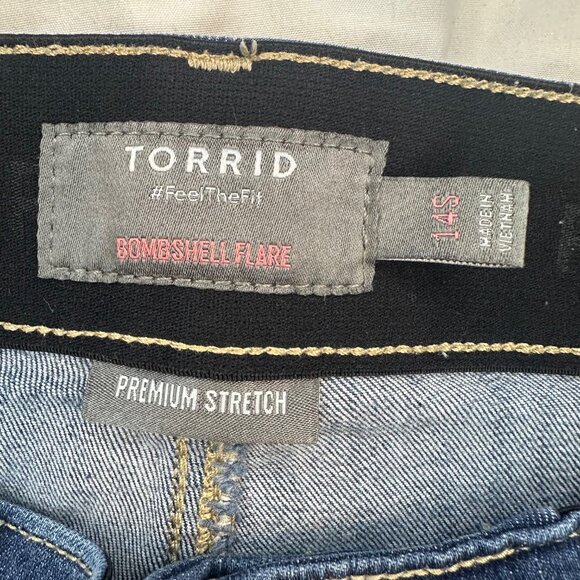 TORRID
#FeelTheFit
BOMBSHELL FLARE
14S
MADE IN
VIETNAM
PREMIUM STRETCH